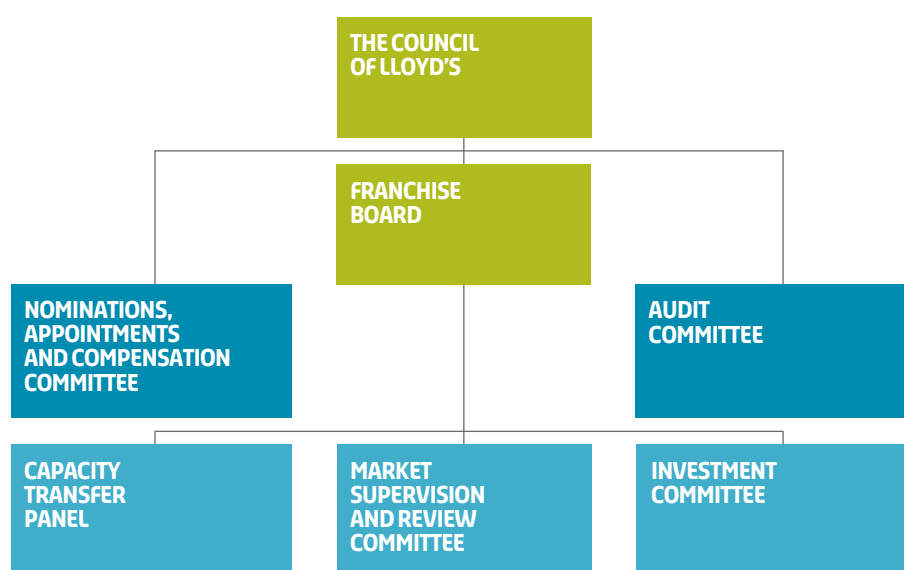 THE COUNCIL
OF LLOYD'S
FRANCHISE
BOARD
NOMINATIONS,
APPOINTMENTS
AND COMPENSATION
COMMITTEE
AUDIT
COMMITTEE
CAPACITY
TRANSFER
PANEL
MARKET
SUPERVISION
AND REVIEW
COMMITTEE
INVESTMENT
COMMITTEE